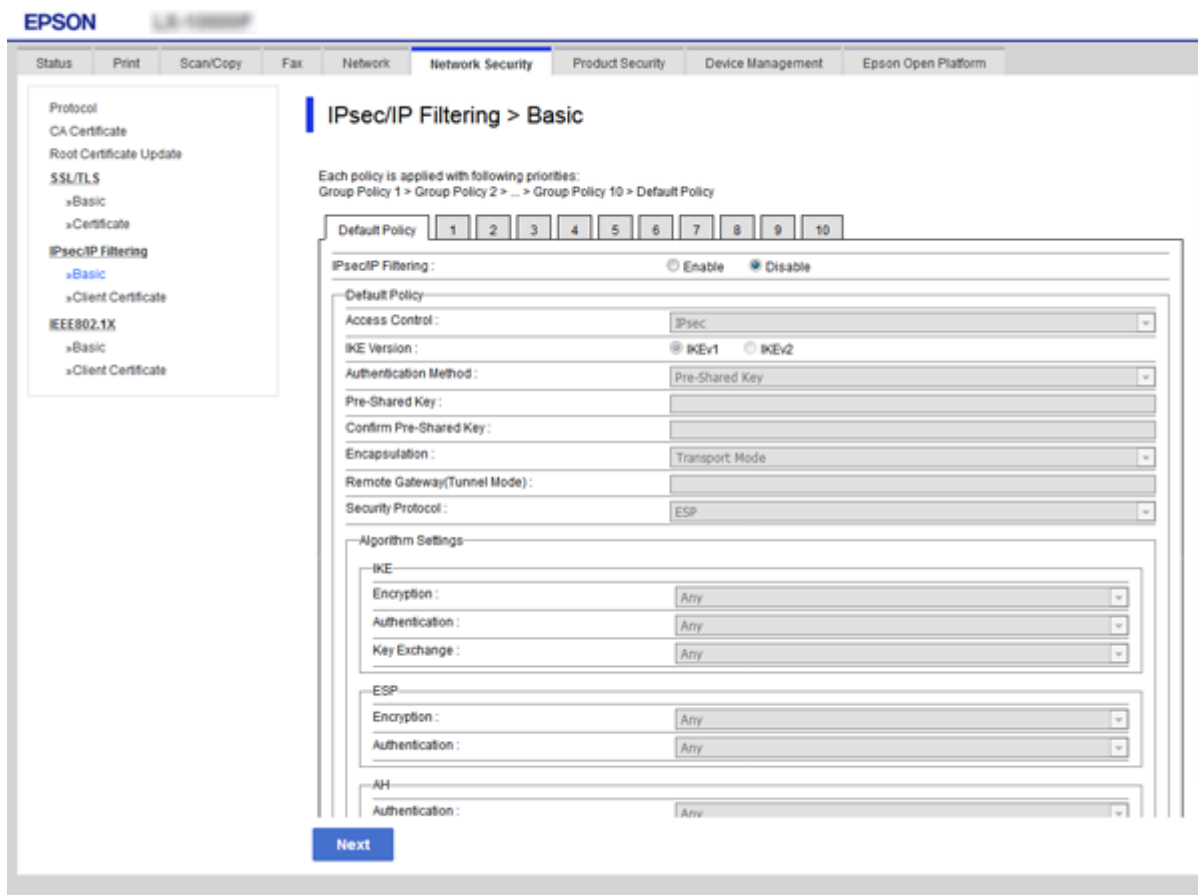 EPSON
Status Print Scan/Copy Fax Network Network Security Product Security Device Management Epson Open Platform
Protocol
CA Certificate
Root Certificate Update
SSL/TLS
»Basic
»Certificate
IPsec/IP Filtering
»Basic
»Client Certificate
IEEE802.1X
»Basic
»Client Certificate
IPsec/IP Filtering > Basic
Each policy is applied with following priorities:
Group Policy 1 > Group Policy 2 > ... > Group Policy 10 > Default Policy
Default Policy 1 2 3 4 5 6 7 8 9 10
IPsec/IP Filtering : Enable Disable
Default Policy
Access Control : IPsec
IKE Version : IKEv1 IKEv2
Authentication Method : Pre-Shared Key
Pre-Shared Key :
Confirm Pre-Shared Key :
Encapsulation : Transport Mode
Remote Gateway(Tunnel Mode) :
Security Protocol : ESP
Algorithm Settings
IKE
Encryption : Any
Authentication : Any
Key Exchange : Any
ESP
Encryption : Any
Authentication : Any
AH
Authentication : Any
Next